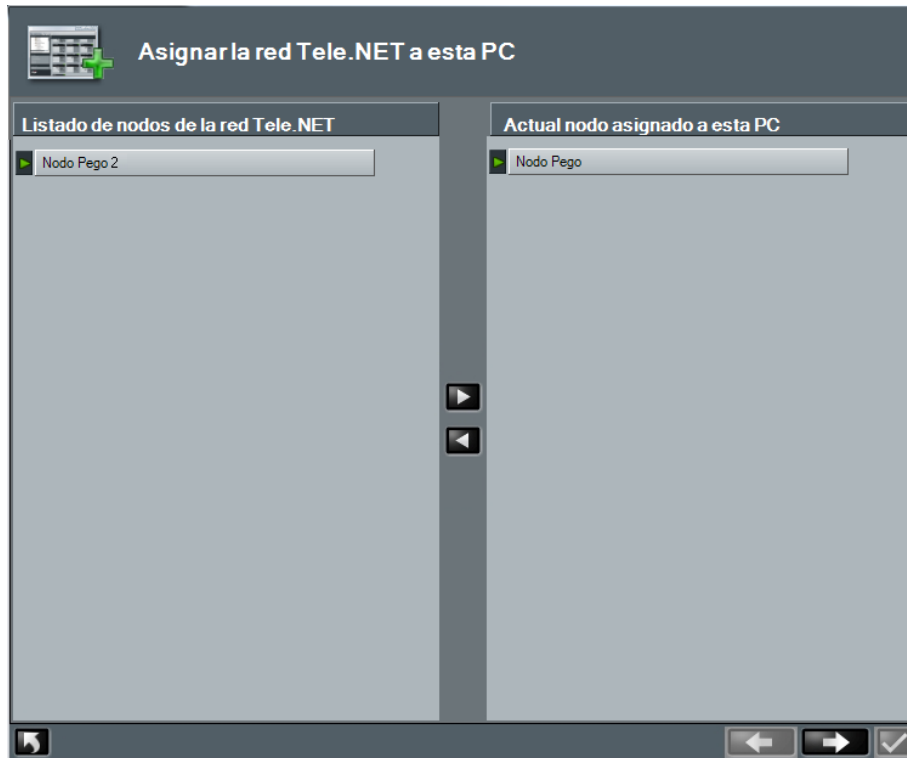 Asignar la red Tele.NET a esta PC
Listado de nodos de la red Tele.NET
Actual nodo asignado a esta PC
Nodo Pego 2
Nodo Pego